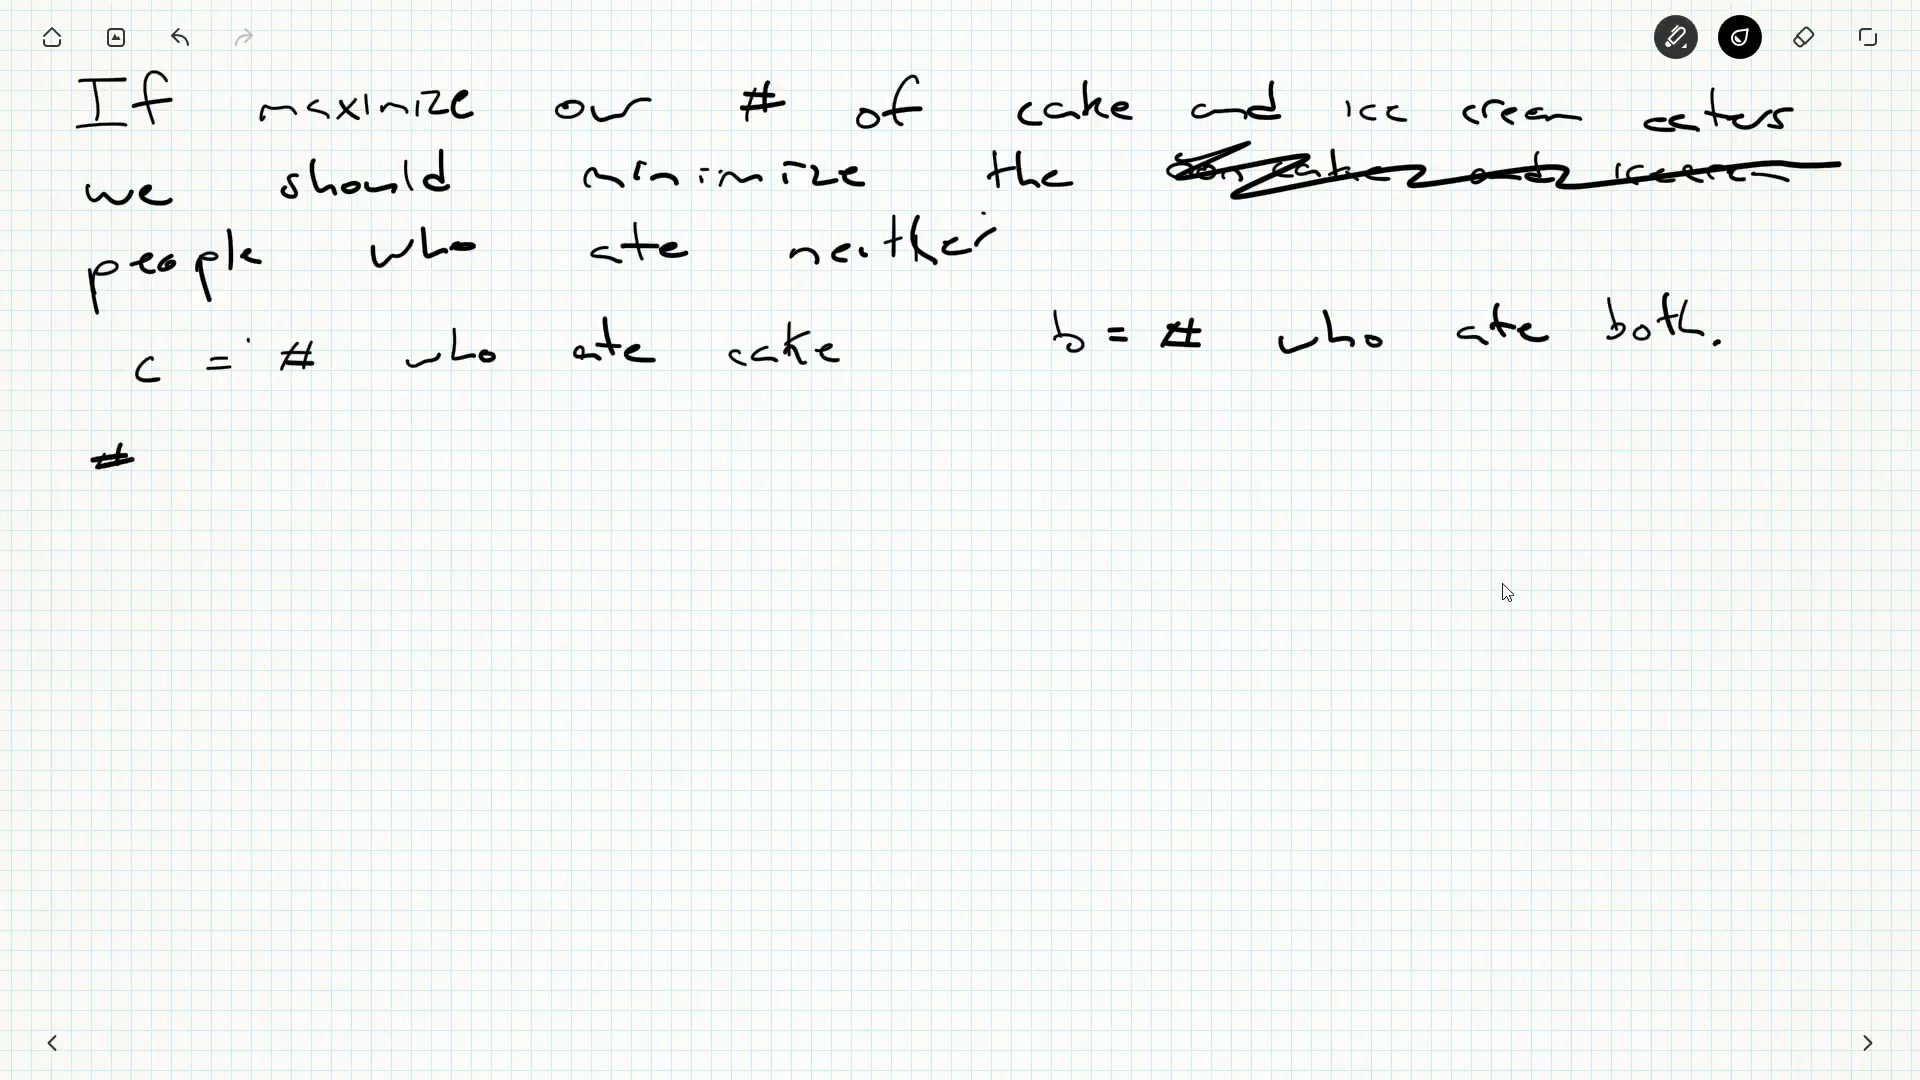 If maximize our # of cake and ice cream eaters
we should minimize the
people who ate neither
c = # who ate cake b = # who ate both.
#